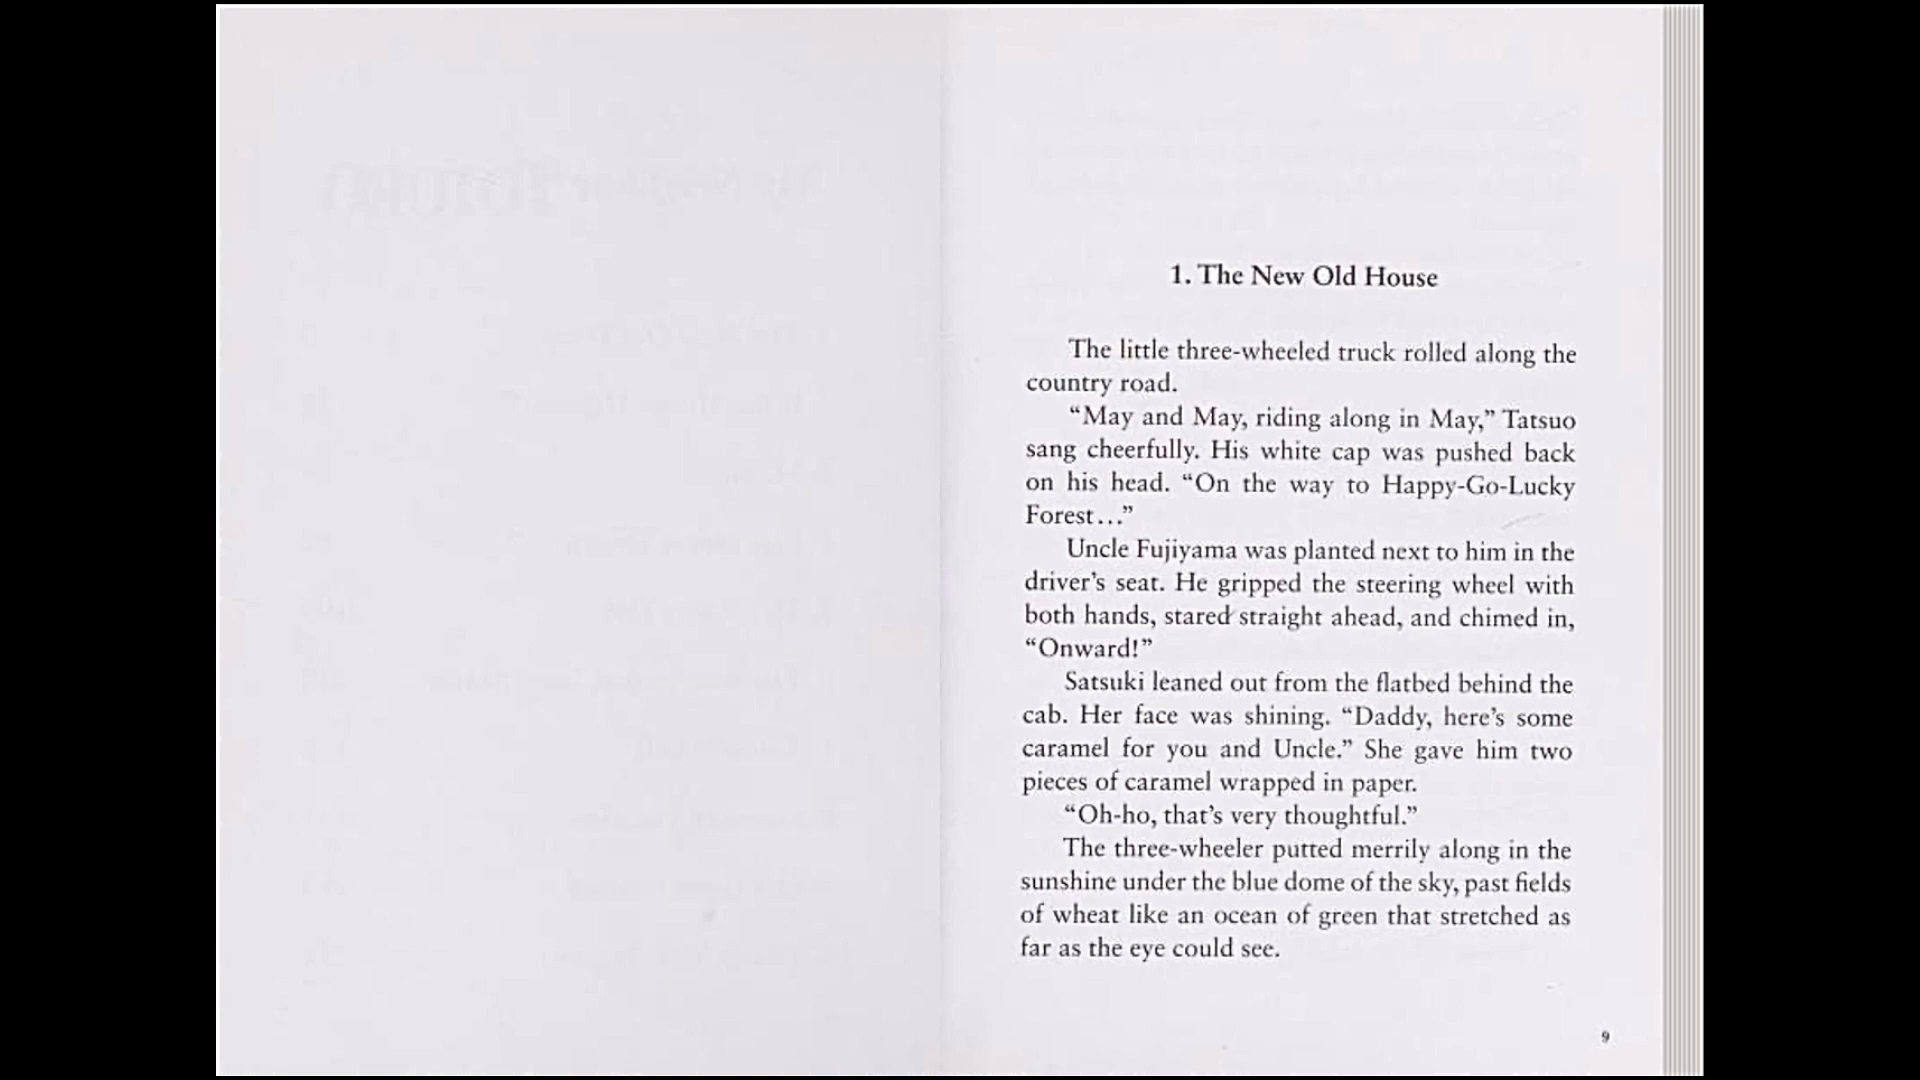 1. The New Old House
The little three-wheeled truck rolled along the
country road.
“May and May, riding along in May,” Tatsuo
sang cheerfully. His white cap was pushed back
on his head. “On the way to Happy-Go-Lucky
Forest…”
Uncle Fujiyama was planted next to him in the
driver’s seat. He gripped the steering wheel with
both hands, stared straight ahead, and chimed in,
“Onward!”
Satsuki leaned out from the flatbed behind the
cab. Her face was shining. “Daddy, here’s some
caramel for you and Uncle.” She gave him two
pieces of caramel wrapped in paper.
“Oh-ho, that’s very thoughtful.”
The three-wheeler putted merrily along in the
sunshine under the blue dome of the sky, past fields
of wheat like an ocean of green that stretched as
far as the eye could see.
9